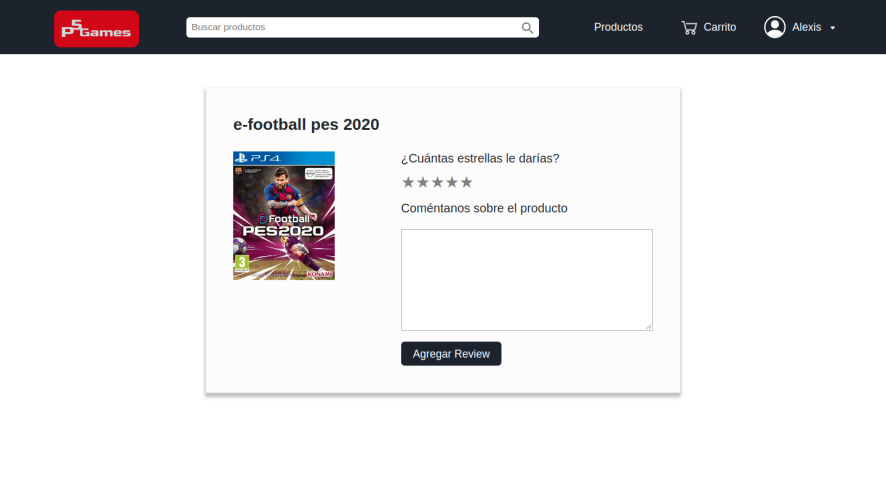 P5Games
Buscar productos
Productos
Carrito
Alexis
e-football pes 2020
PS4
Football
PES2020
3
KONAMI
¿Cuántas estrellas le darías?
Coméntanos sobre el producto
Agregar Review